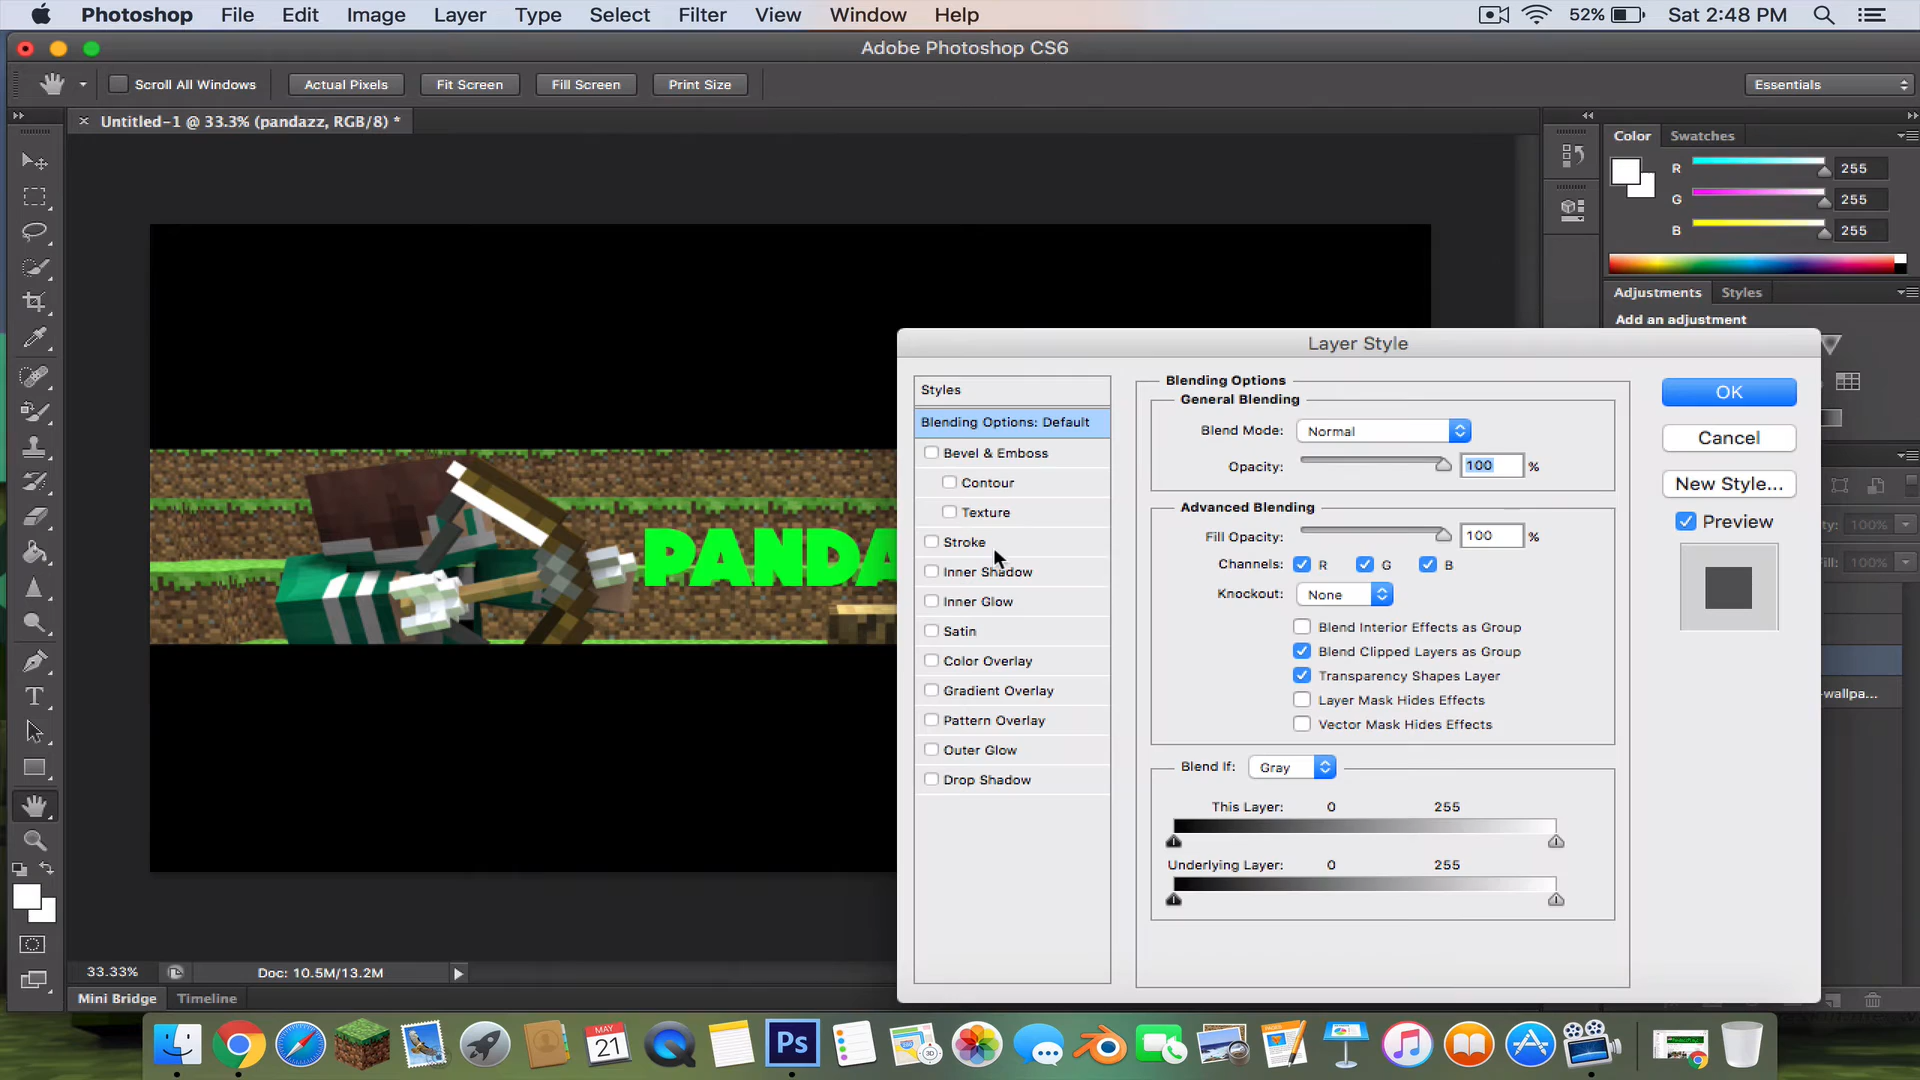 Photoshop File Edit Image Layer Type Select Filter View Window Help 52% Sat 2:48 PM
Adobe Photoshop CS6
Scroll All Windows Actual Pixels Fit Screen Fill Screen Print Size Essentials
× Untitled-1 @ 33.3% (pandazz, RGB/8) *
Color Swatches
R 255
G 255
B 255
Adjustments Styles
Add an adjustment
Layer Style
Styles
Blending Options: Default
Bevel & Emboss
Contour
Texture
Stroke
Inner Shadow
Inner Glow
Satin
Color Overlay
Gradient Overlay
Pattern Overlay
Outer Glow
Drop Shadow
Blending Options
General Blending
Blend Mode: Normal
Opacity: 100 %
Advanced Blending
Fill Opacity: 100 %
Channels: R G B
Knockout: None
Blend Interior Effects as Group
Blend Clipped Layers as Group
Transparency Shapes Layer
Layer Mask Hides Effects
Vector Mask Hides Effects
Blend If: Gray
This Layer: 0 255
Underlying Layer: 0 255
OK
Cancel
New Style...
Preview
100%
100%
-wallpa...
PANDA
T
33.33% Doc: 10.5M/13.2M
Mini Bridge Timeline
MAY
21
Ps
3D